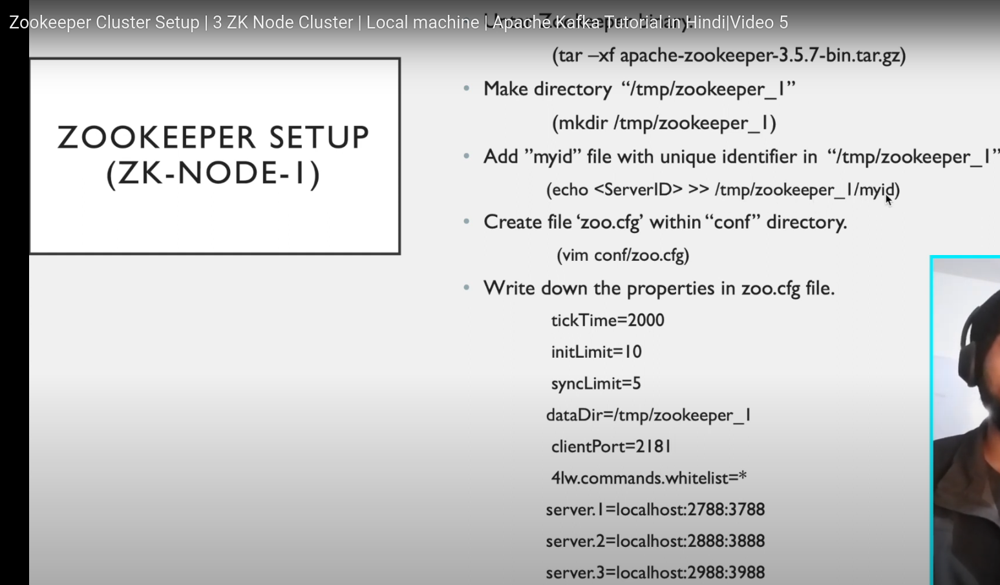 Zookeeper Cluster Setup | 3 ZK Node Cluster | Local machine | Apache Kafka Tutorial in Hindi|Video 5
(tar –xf apache-zookeeper-3.5.7-bin.tar.gz)
• Make directory “/tmp/zookeeper_1”
(mkdir /tmp/zookeeper_1)
ZOOKEEPER SETUP
(ZK-NODE-1)
• Add ”myid” file with unique identifier in “/tmp/zookeeper_1”
(echo <ServerID> >> /tmp/zookeeper_1/myid)
• Create file ‘zoo.cfg’ within “conf” directory.
(vim conf/zoo.cfg)
• Write down the properties in zoo.cfg file.
tickTime=2000
initLimit=10
syncLimit=5
dataDir=/tmp/zookeeper_1
clientPort=2181
4lw.commands.whitelist=*
server.1=localhost:2788:3788
server.2=localhost:2888:3888
server.3=localhost:2988:3988